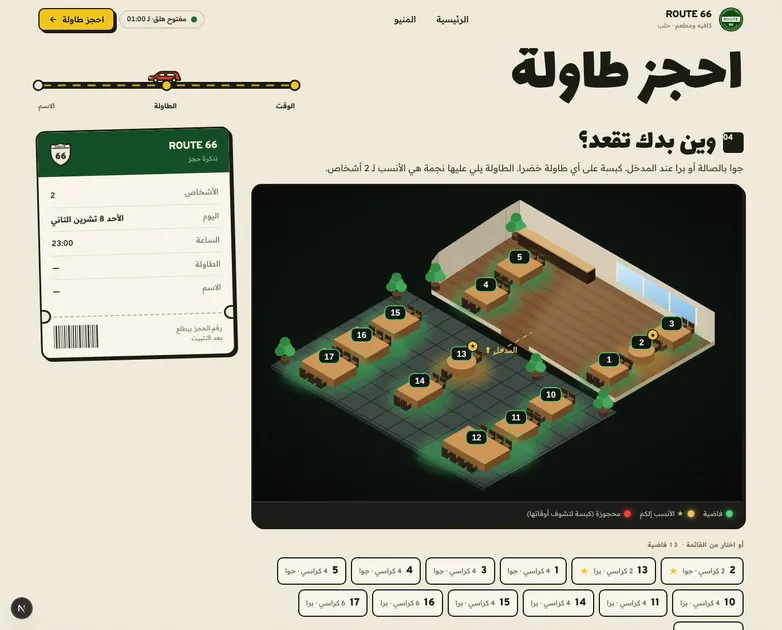 ROUTE 66
كافيه ومطعم · حلب
الرئيسية
المنيو
مفتوح هلق · لـ 01:00
احجز طاولة ←
احجز طاولة
الوقت
الطاولة
الاسم
04 وين بدك تقعد؟
جوا بالصالة أو برا عند المدخل. كبسة على أي طاولة خضرا. الطاولة يلي عليها نجمة هي الأنسب لـ 2 أشخاص.
ROUTE 66
تذكرة حجز
66
الأشخاص 2
اليوم الأحد 8 تشرين الثاني
الساعة 23:00
الطاولة —
الاسم —
رقم الحجز بيطلع
بعد التثبيت
5
4
3
2
1
15
16
17
13
14
10
11
12
المدخل ⬆
فاضية
★ الأنسب إلكم
محجوزة (كبسة لتشوف أوقاتها)
أو اختار من القائمة · 13 فاضية
2 2 كراسي · جوا ★
13 2 كراسي · برا ★
1 4 كراسي · جوا
3 4 كراسي · جوا
4 4 كراسي · جوا
5 4 كراسي · جوا
10 4 كراسي · برا
11 4 كراسي · برا
14 4 كراسي · برا
15 4 كراسي · برا
16 6 كراسي · برا
17 6 كراسي · برا
N